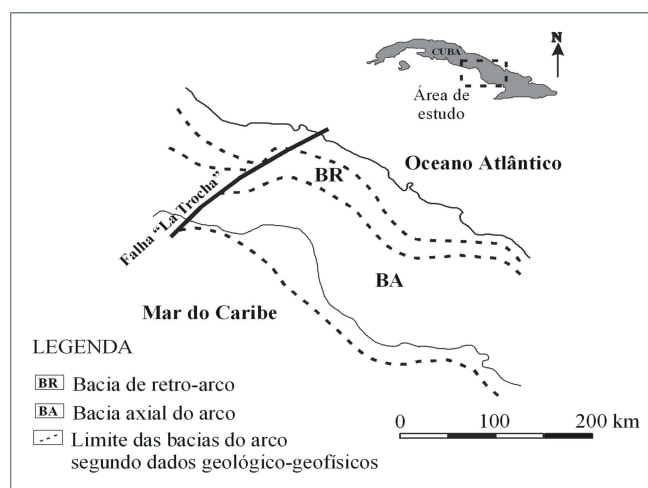 N
CUBA
Área de
estudo
Oceano Atlântico
BR
Falha “La Trocha”
BA
Mar do Caribe
LEGENDA
BR Bacia de retro-arco
BA Bacia axial do arco
Limite das bacias do arco
segundo dados geológico-geofísicos
0 100 200 km